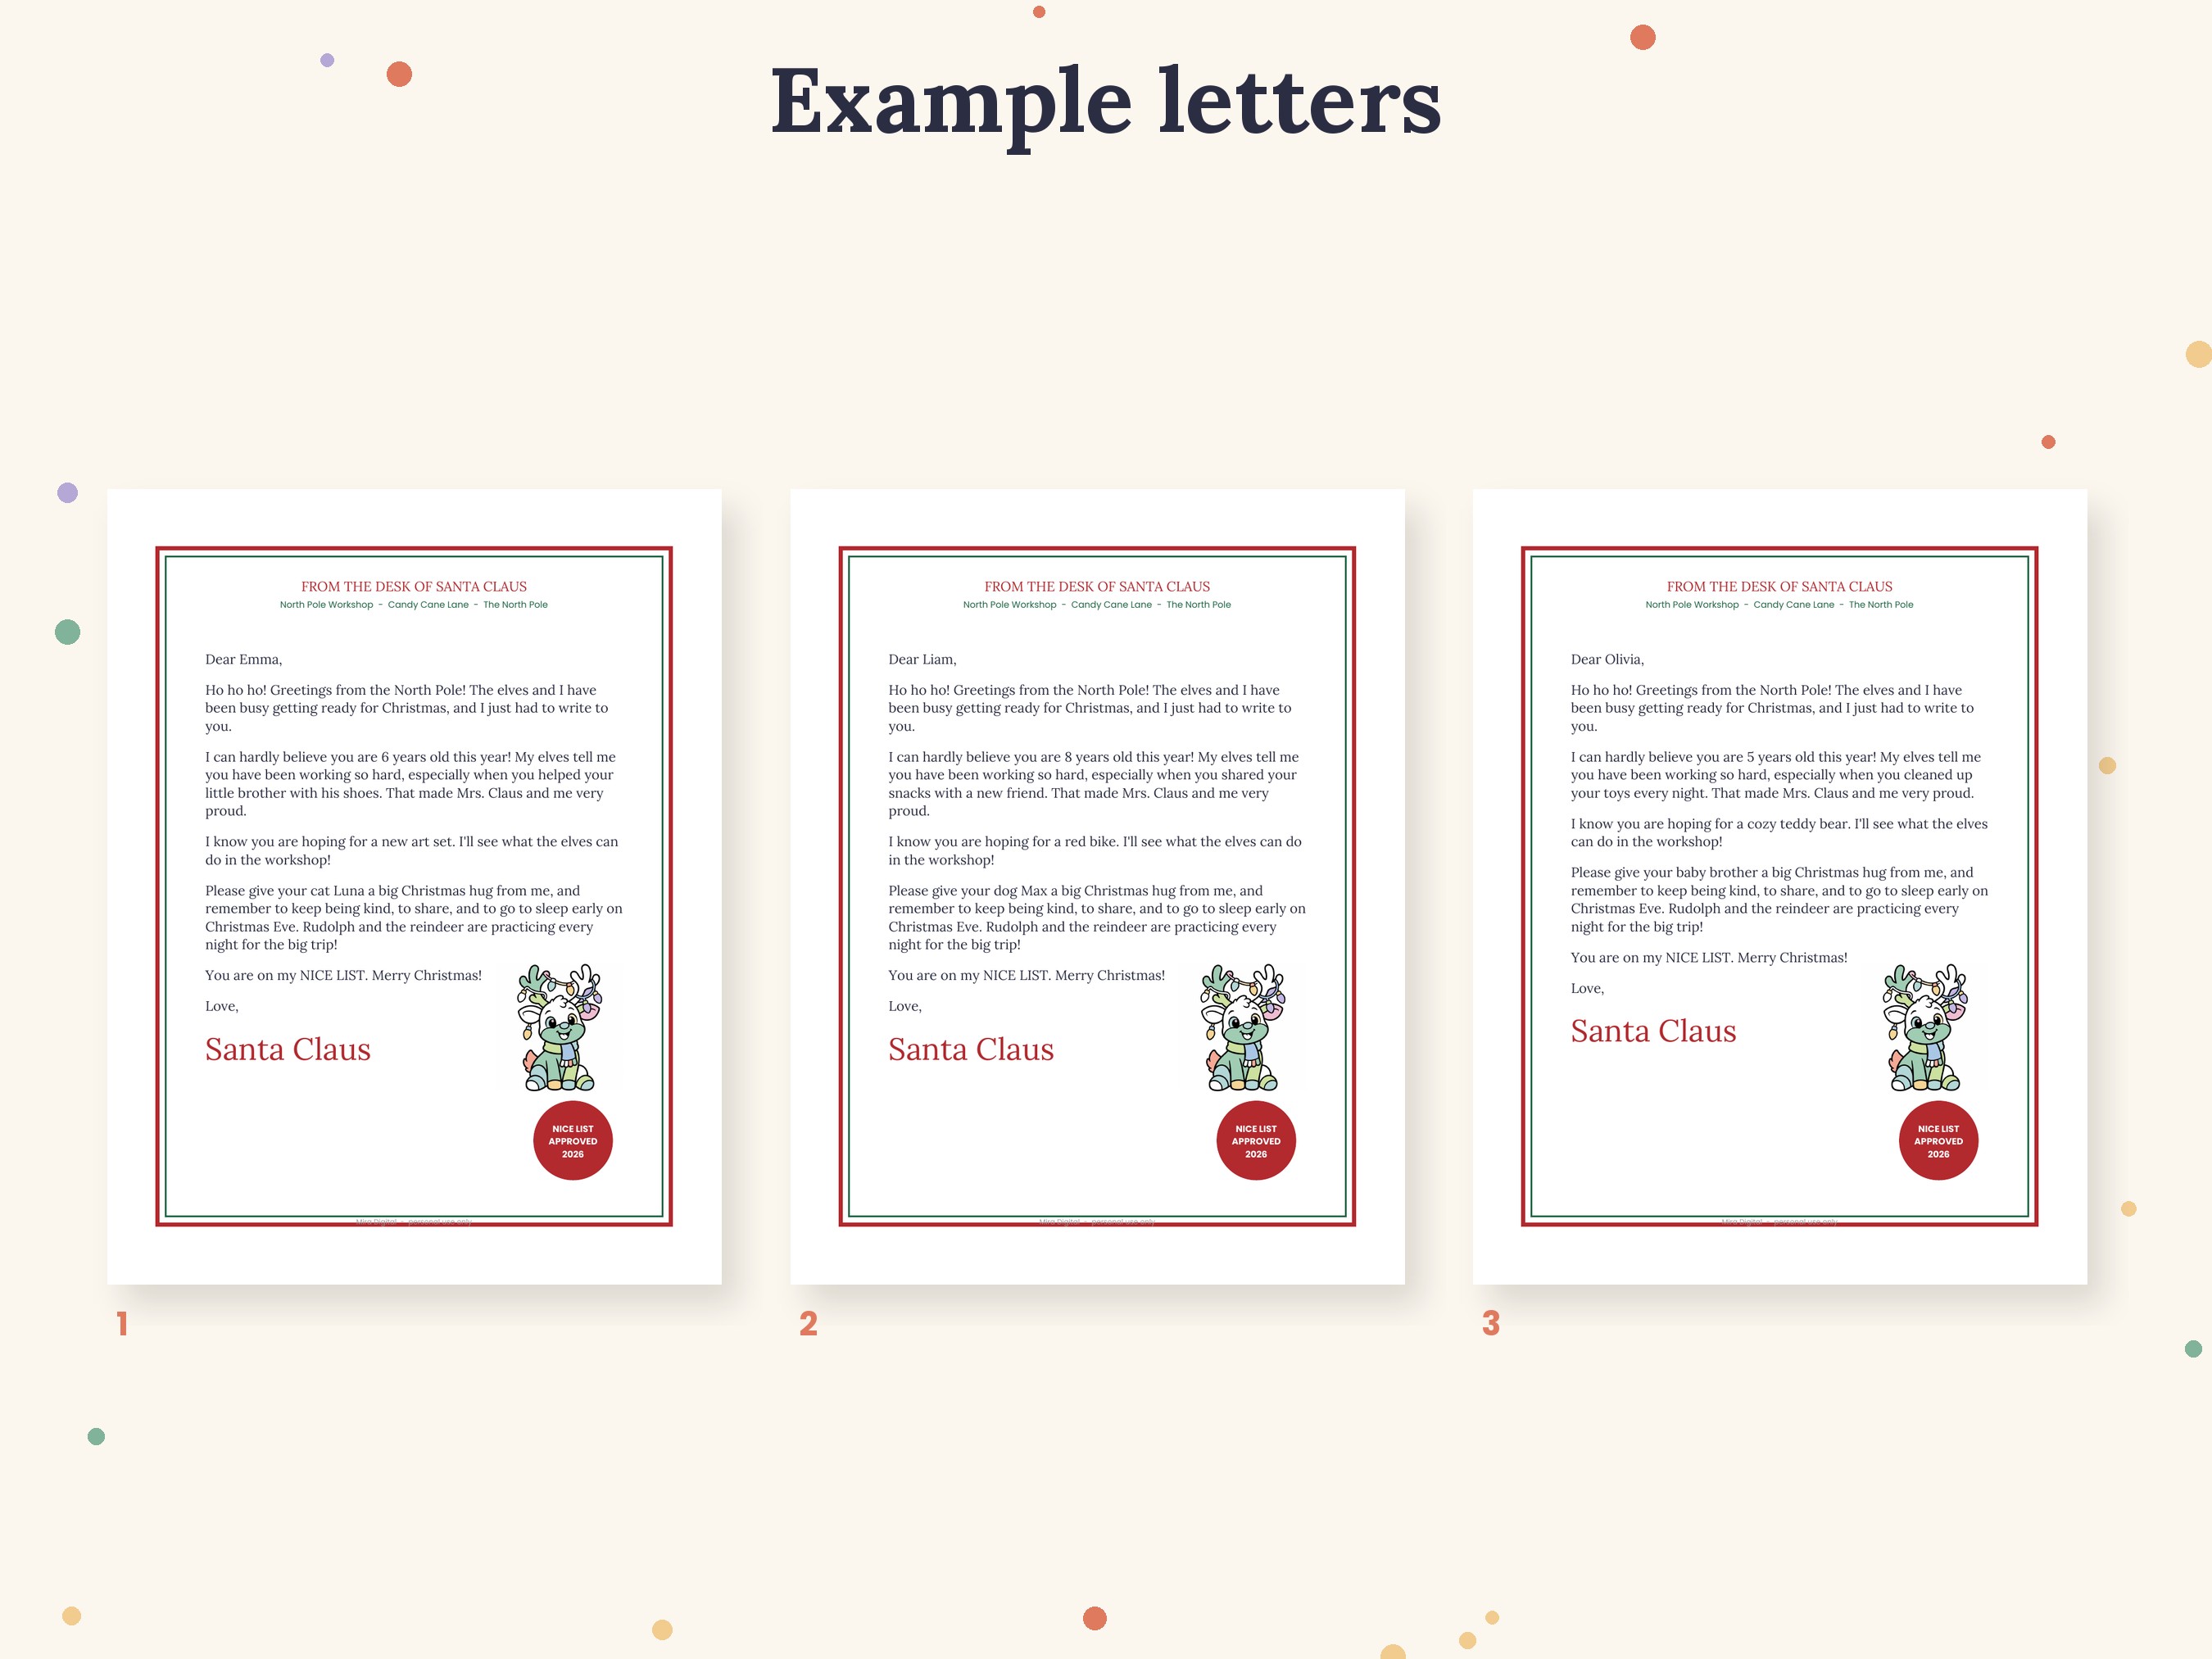 Example letters
FROM THE DESK OF SANTA CLAUS
North Pole Workshop - Candy Cane Lane - The North Pole
Dear Emma,
Ho ho ho! Greetings from the North Pole! The elves and I have
been busy getting ready for Christmas, and I just had to write to
you.
I can hardly believe you are 6 years old this year! My elves tell me
you have been working so hard, especially when you helped your
little brother with his shoes. That made Mrs. Claus and me very
proud.
I know you are hoping for a new art set. I'll see what the elves can
do in the workshop!
Please give your cat Luna a big Christmas hug from me, and
remember to keep being kind, to share, and to go to sleep early on
Christmas Eve. Rudolph and the reindeer are practicing every
night for the big trip!
You are on my NICE LIST. Merry Christmas!
Love,
Santa Claus
NICE LIST
APPROVED
2026
Mira Digital - personal use only
1
FROM THE DESK OF SANTA CLAUS
North Pole Workshop - Candy Cane Lane - The North Pole
Dear Liam,
Ho ho ho! Greetings from the North Pole! The elves and I have
been busy getting ready for Christmas, and I just had to write to
you.
I can hardly believe you are 8 years old this year! My elves tell me
you have been working so hard, especially when you shared your
snacks with a new friend. That made Mrs. Claus and me very
proud.
I know you are hoping for a red bike. I'll see what the elves can do
in the workshop!
Please give your dog Max a big Christmas hug from me, and
remember to keep being kind, to share, and to go to sleep early on
Christmas Eve. Rudolph and the reindeer are practicing every
night for the big trip!
You are on my NICE LIST. Merry Christmas!
Love,
Santa Claus
NICE LIST
APPROVED
2026
Mira Digital - personal use only
2
FROM THE DESK OF SANTA CLAUS
North Pole Workshop - Candy Cane Lane - The North Pole
Dear Olivia,
Ho ho ho! Greetings from the North Pole! The elves and I have
been busy getting ready for Christmas, and I just had to write to
you.
I can hardly believe you are 5 years old this year! My elves tell me
you have been working so hard, especially when you cleaned up
your toys every night. That made Mrs. Claus and me very proud.
I know you are hoping for a cozy teddy bear. I'll see what the elves
can do in the workshop!
Please give your baby brother a big Christmas hug from me, and
remember to keep being kind, to share, and to go to sleep early on
Christmas Eve. Rudolph and the reindeer are practicing every
night for the big trip!
You are on my NICE LIST. Merry Christmas!
Love,
Santa Claus
NICE LIST
APPROVED
2026
Mira Digital - personal use only
3